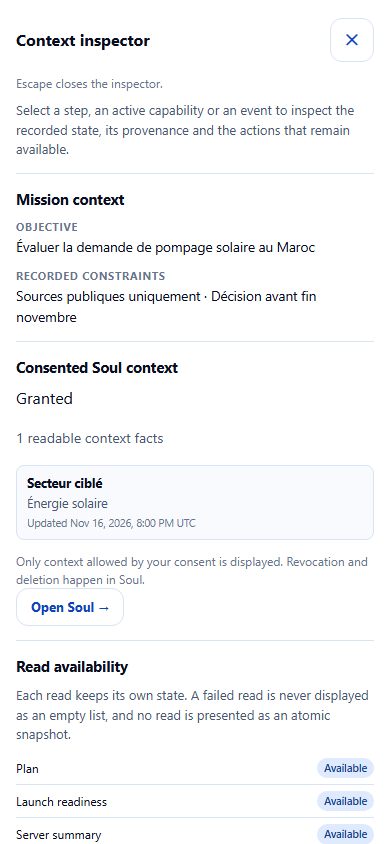 Context inspector
Escape closes the inspector.
Select a step, an active capability or an event to inspect the
recorded state, its provenance and the actions that remain
available.
Mission context
OBJECTIVE
Évaluer la demande de pompage solaire au Maroc
RECORDED CONSTRAINTS
Sources publiques uniquement · Décision avant fin
novembre
Consented Soul context
Granted
1 readable context facts
Secteur ciblé
Énergie solaire
Updated Nov 16, 2026, 8:00 PM UTC
Only context allowed by your consent is displayed. Revocation and
deletion happen in Soul.
Open Soul →
Read availability
Each read keeps its own state. A failed read is never displayed
as an empty list, and no read is presented as an atomic
snapshot.
Plan Available
Launch readiness Available
Server summary Available